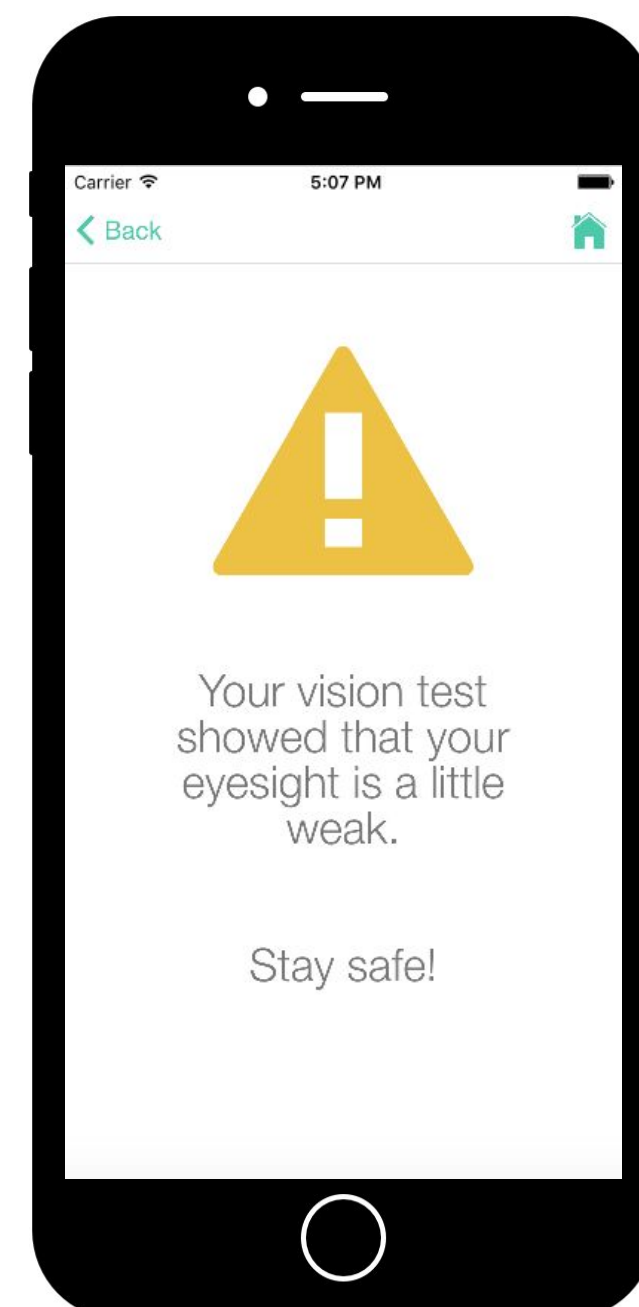 Carrier 5:07 PM
Back
Your vision test
showed that your
eyesight is a little
weak.
Stay safe!